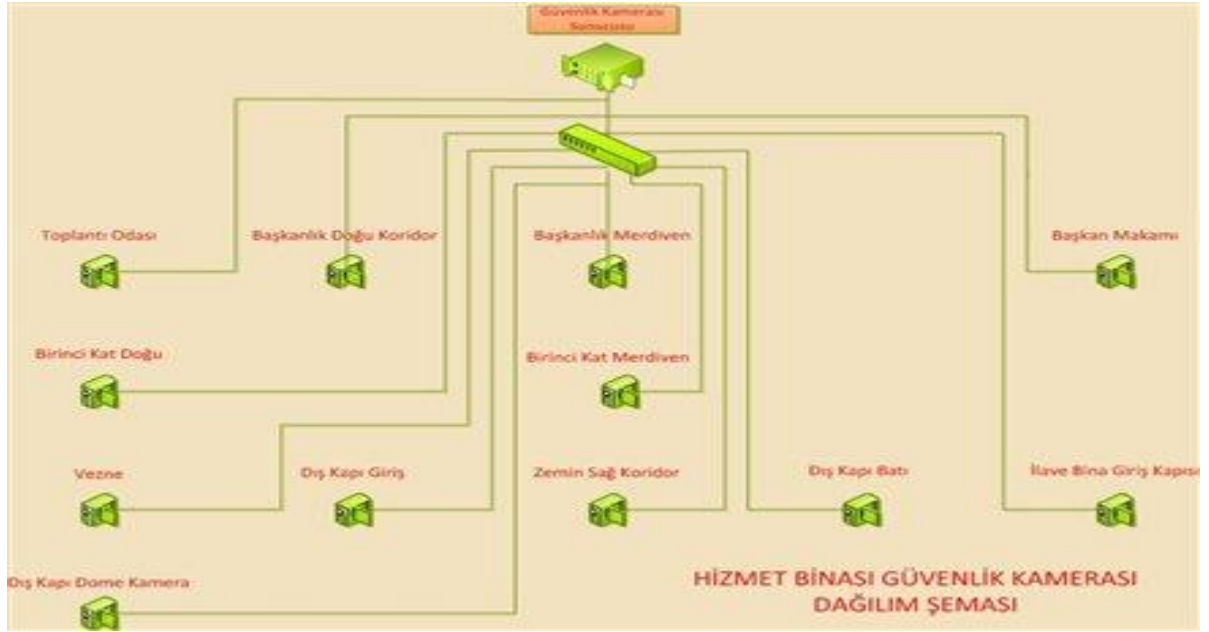 Güvenlik Kamerası
Sunucusu
Toplantı Odası
Başkanlık Doğu Koridor
Başkanlık Merdiven
Başkan Makamı
Birinci Kat Doğu
Birinci Kat Merdiven
Vezne
Dış Kapı Giriş
Zemin Sağ Koridor
Dış Kapı Batı
İlave Bina Giriş Kapısı
Dış Kapı Dome Kamera
HİZMET BİNASI GÜVENLİK KAMERASI
DAĞILIM ŞEMASI